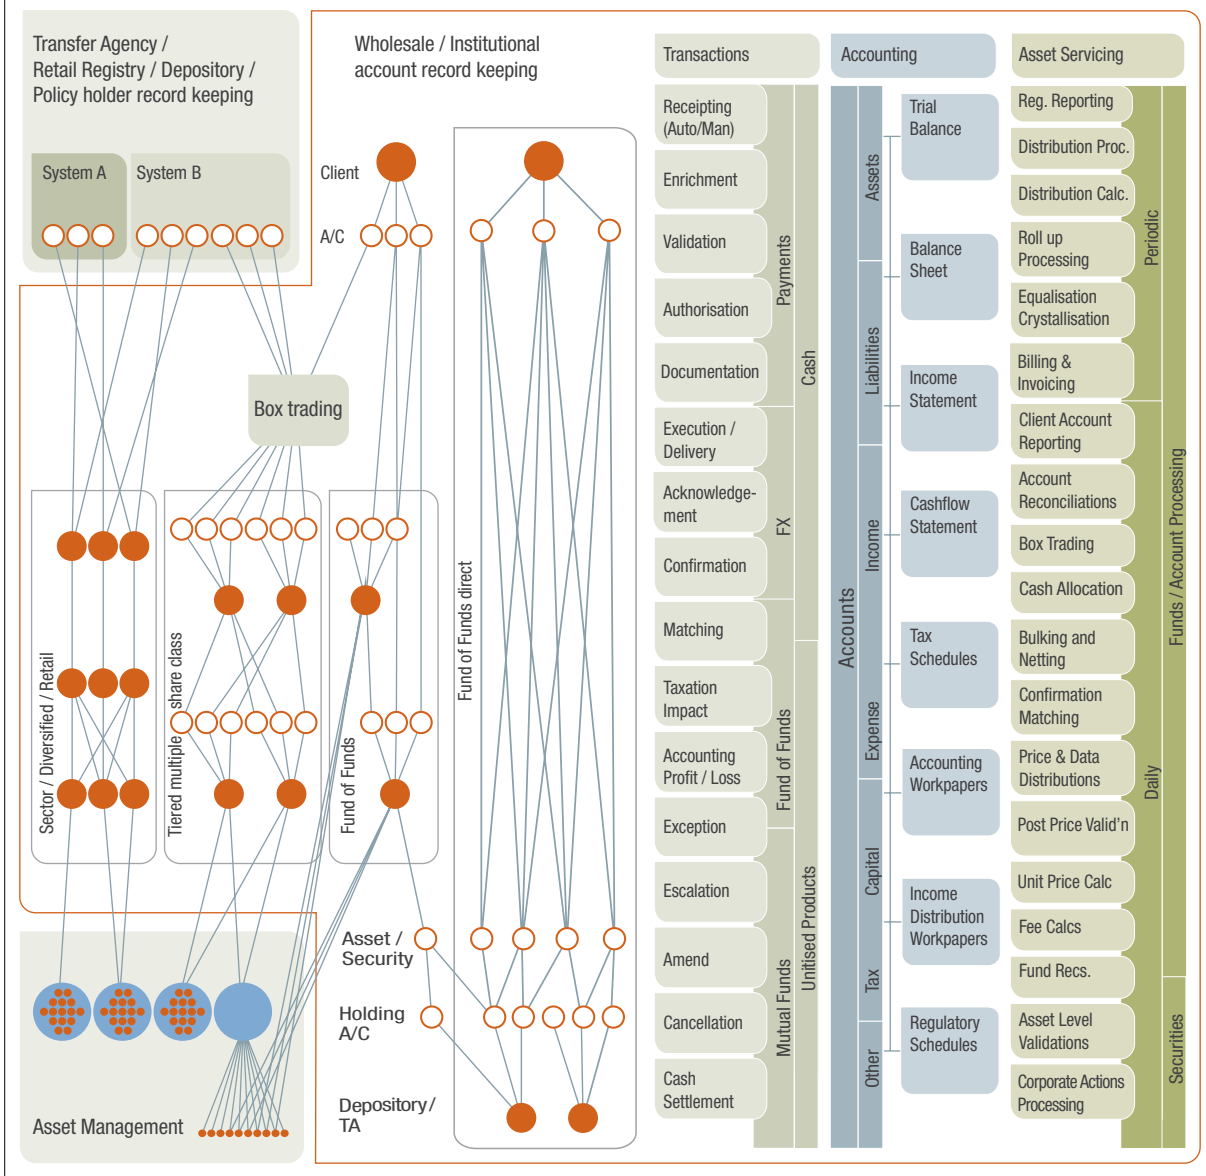 Transfer Agency /
Retail Registry / Depository /
Policy holder record keeping
System A
System B
Wholesale / Institutional
account record keeping
Client
A/C
Box trading
Sector / Diversified / Retail
Tiered multiple share class
Fund of Funds
Fund of Funds direct
Asset /
Security
Holding
A/C
Depository/
TA
Asset Management
Transactions
Receipting
(Auto/Man)
Enrichment
Validation
Authorisation
Documentation
Execution /
Delivery
Acknowledge-
ment
Confirmation
Matching
Taxation
Impact
Accounting
Profit / Loss
Exception
Escalation
Amend
Cancellation
Cash
Settlement
Payments
FX
Fund of Funds
Mutual Funds
Cash
Unitised Products
Accounting
Accounts
Assets
Liabilities
Income
Expense
Capital
Tax
Other
Trial
Balance
Balance
Sheet
Income
Statement
Cashflow
Statement
Tax
Schedules
Accounting
Workpapers
Income
Distribution
Workpapers
Regulatory
Schedules
Asset Servicing
Reg. Reporting
Distribution Proc.
Distribution Calc.
Roll up
Processing
Equalisation
Crystallisation
Billing &
Invoicing
Client Account
Reporting
Account
Reconciliations
Box Trading
Cash Allocation
Bulking and
Netting
Confirmation
Matching
Price & Data
Distributions
Post Price Valid'n
Unit Price Calc
Fee Calcs
Fund Recs.
Asset Level
Validations
Corporate Actions
Processing
Periodic
Daily
Funds / Account Processing
Securities